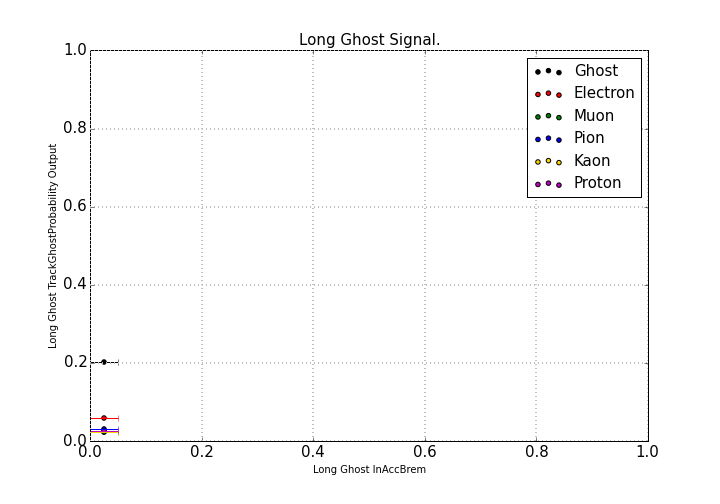 Long Ghost Signal.
1.0
0.8
0.6
0.4
0.2
0.0
Long Ghost TrackGhostProbability Output
Ghost
Electron
Muon
Pion
Kaon
Proton
0.0 0.2 0.4 0.6 0.8 1.0
Long Ghost InAccBrem